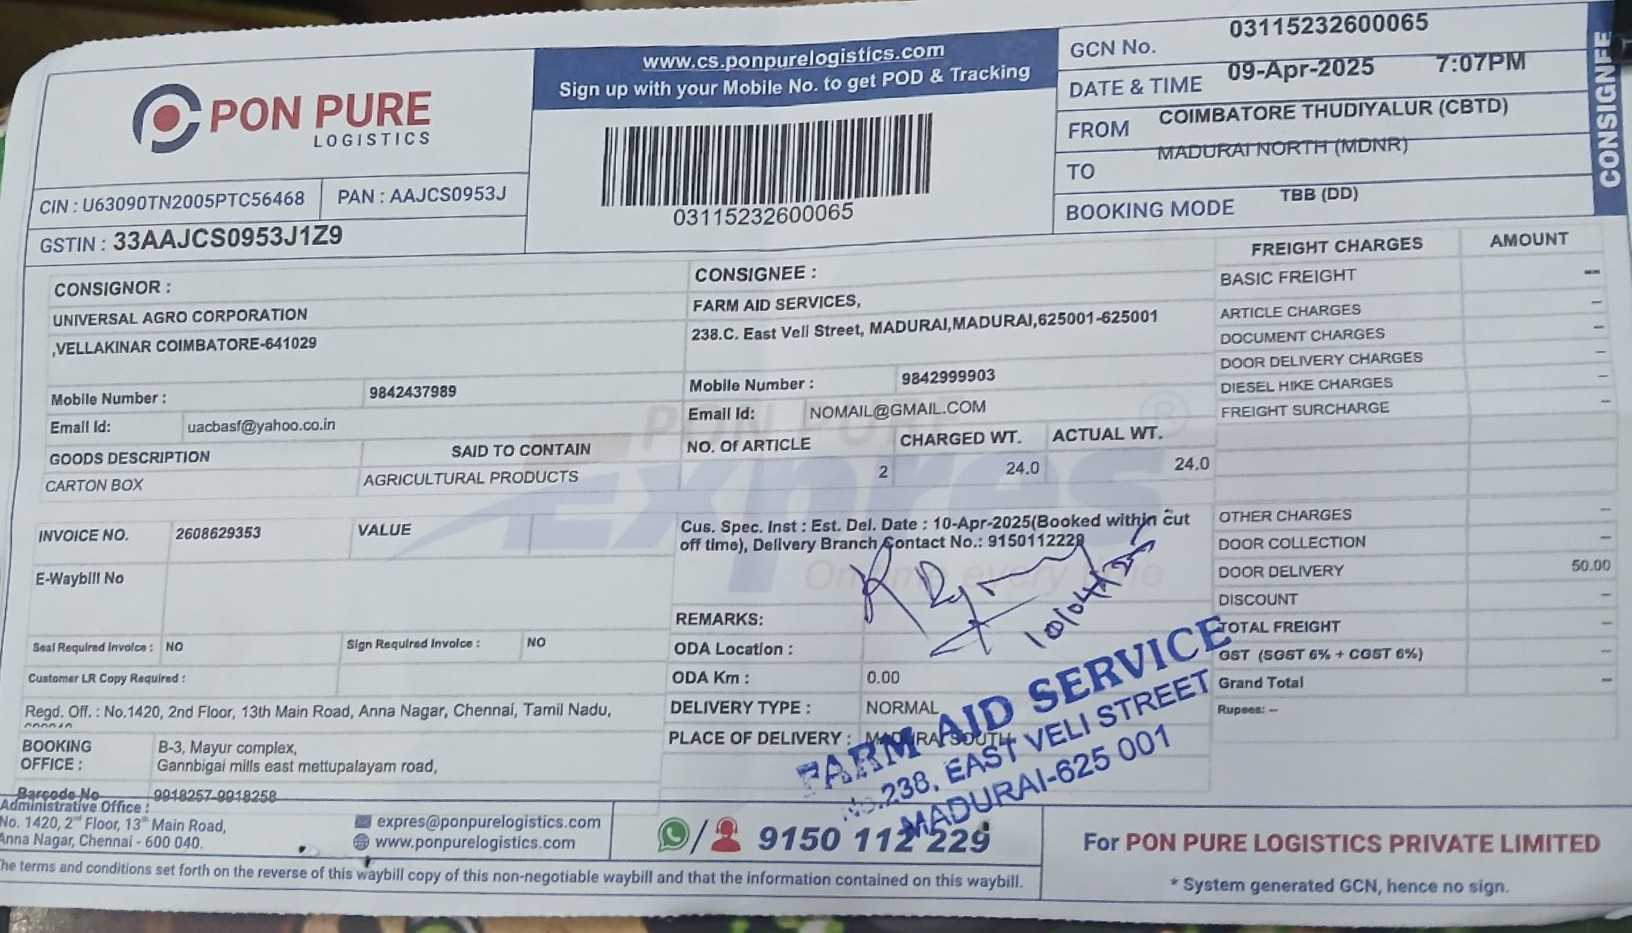 PON PURE
LOGISTICS
CIN : U63090TN2005PTC56468
PAN : AAJCS0953J
GSTIN : 33AAJCS0953J1Z9
www.cs.ponpurelogistics.com
Sign up with your Mobile No. to get POD & Tracking
03115232600065
GCN No. 03115232600065
DATE & TIME 09-Apr-2025 7:07PM
FROM COIMBATORE THUDIYALUR (CBTD)
TO MADURAI NORTH (MDNR)
BOOKING MODE TBB (DD)
CONSIGNEE
CONSIGNOR :
UNIVERSAL AGRO CORPORATION
,VELLAKINAR COIMBATORE-641029
Mobile Number : 9842437989
Email Id: uacbasf@yahoo.co.in
CONSIGNEE :
FARM AID SERVICES,
238.C. East Veli Street, MADURAI,MADURAI,625001-625001
Mobile Number : 9842999903
Email Id: NOMAIL@GMAIL.COM
GOODS DESCRIPTION SAID TO CONTAIN NO. Of ARTICLE CHARGED WT. ACTUAL WT.
CARTON BOX AGRICULTURAL PRODUCTS 2 24.0 24.0
PON PURE
Expres
®
INVOICE NO. 2608629353 VALUE
E-Waybill No
Seal Required Invoice : NO Sign Required Invoice : NO
Customer LR Copy Required :
Regd. Off. : No.1420, 2nd Floor, 13th Main Road, Anna Nagar, Chennai, Tamil Nadu,
BOOKING OFFICE : B-3, Mayur complex,
Gannbigai mills east mettupalayam road,
Barcode No 9918257-9918258
Cus. Spec. Inst : Est. Del. Date : 10-Apr-2025(Booked within cut
off time), Delivery Branch Contact No.: 9150112229
10/04/25
REMARKS:
ODA Location :
ODA Km : 0.00
DELIVERY TYPE : NORMAL
PLACE OF DELIVERY : MADURAI SOUTH
FARM AID SERVICE
No.238, EAST VELI STREET
MADURAI-625 001
FREIGHT CHARGES AMOUNT
BASIC FREIGHT --
ARTICLE CHARGES --
DOCUMENT CHARGES --
DOOR DELIVERY CHARGES --
DIESEL HIKE CHARGES --
FREIGHT SURCHARGE --
OTHER CHARGES --
DOOR COLLECTION --
DOOR DELIVERY 50.00
DISCOUNT --
TOTAL FREIGHT --
GST (SGST 6% + CGST 6%) --
Grand Total --
Rupees: --
Administrative Office :
No. 1420, 2nd Floor, 13th Main Road,
Anna Nagar, Chennai - 600 040.
expres@ponpurelogistics.com
www.ponpurelogistics.com
/ 9150 112 229
For PON PURE LOGISTICS PRIVATE LIMITED
* System generated GCN, hence no sign.
The terms and conditions set forth on the reverse of this waybill copy of this non-negotiable waybill and that the information contained on this waybill.